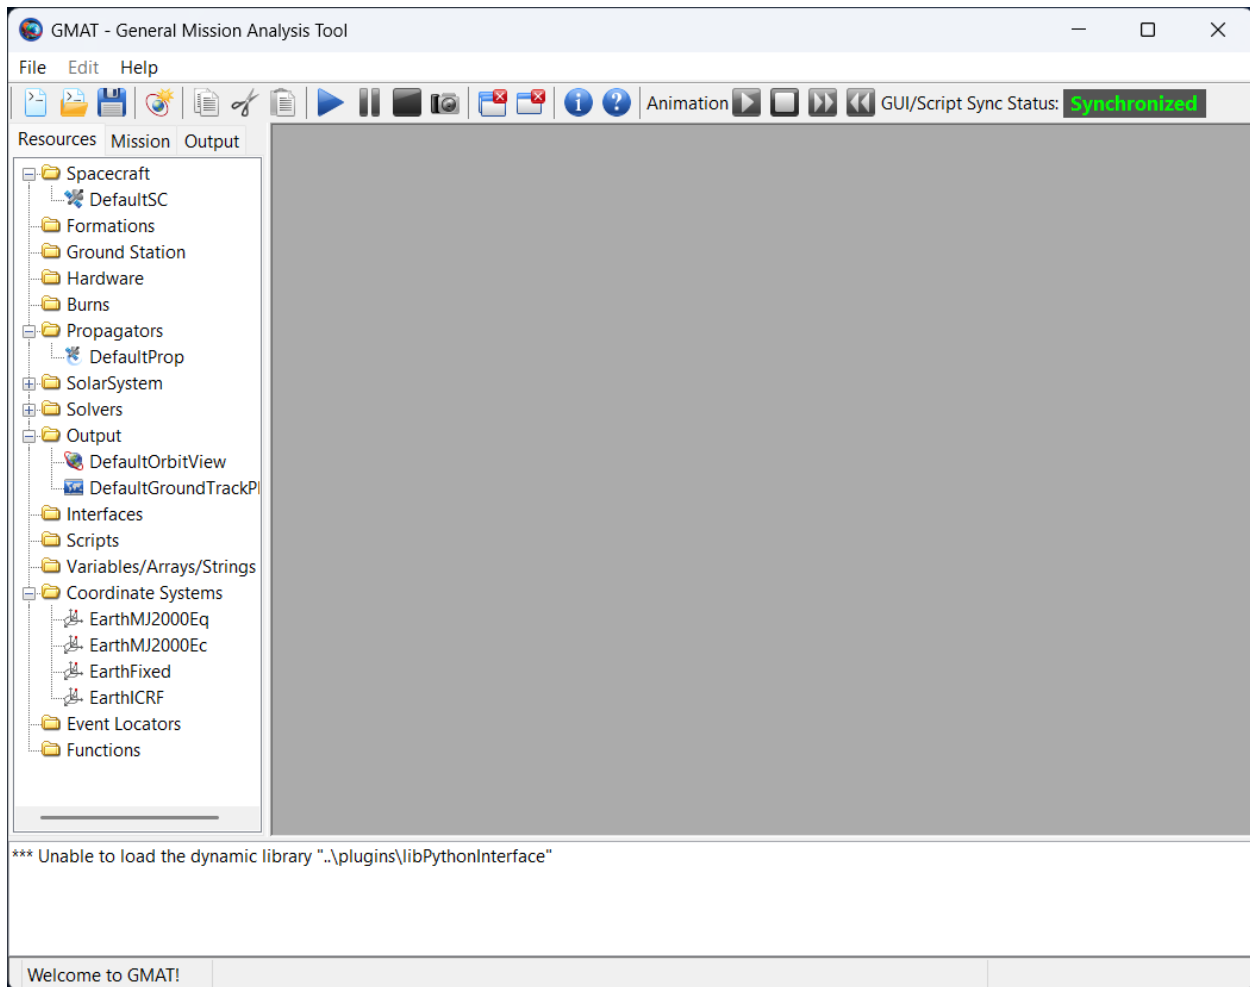 GMAT - General Mission Analysis Tool
File Edit Help
Animation GUI/Script Sync Status: Synchronized
Resources Mission Output
Spacecraft
DefaultSC
Formations
Ground Station
Hardware
Burns
Propagators
DefaultProp
SolarSystem
Solvers
Output
DefaultOrbitView
DefaultGroundTrackPl
Interfaces
Scripts
Variables/Arrays/Strings
Coordinate Systems
EarthMJ2000Eq
EarthMJ2000Ec
EarthFixed
EarthICRF
Event Locators
Functions
*** Unable to load the dynamic library "..\plugins\libPythonInterface"
Welcome to GMAT!